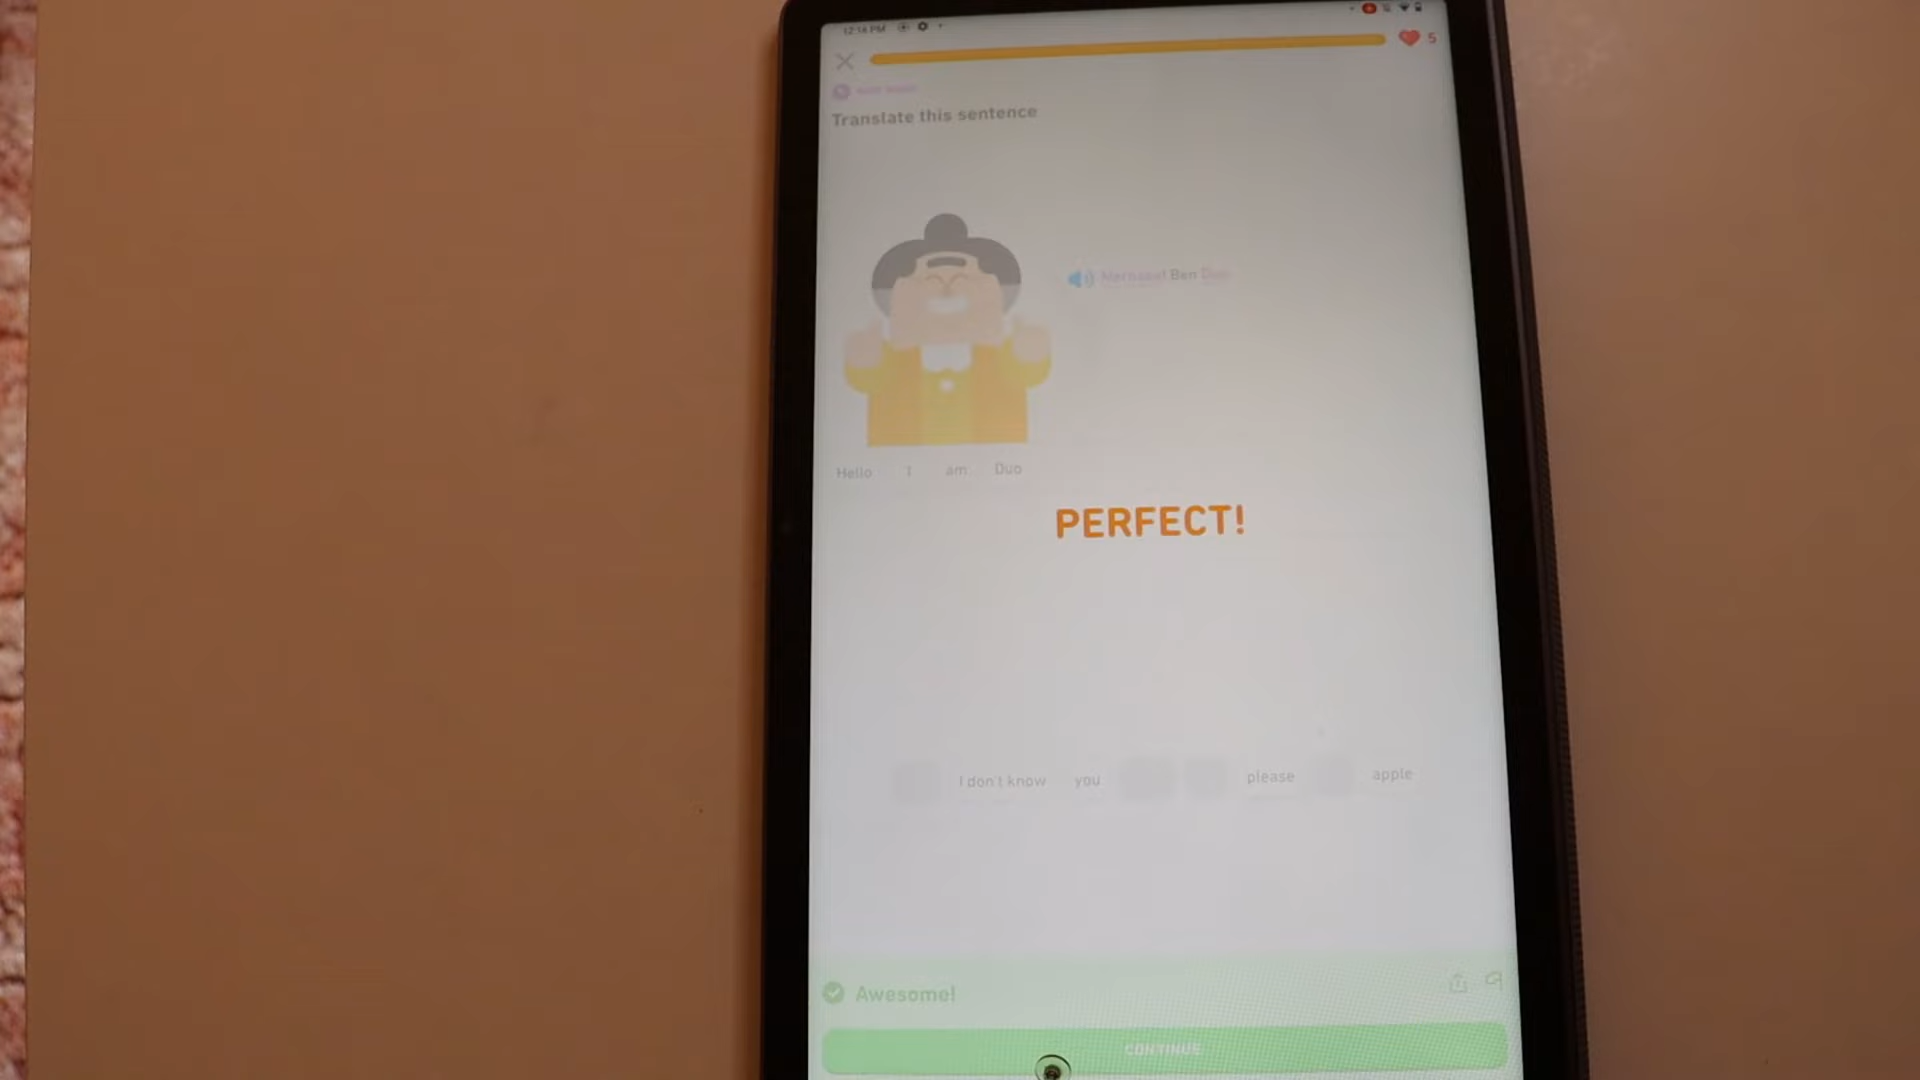 12:14 PM
5
Translate this sentence
Merhaba! Ben Duo.
Hello I am Duo
PERFECT!
I don't know you please apple
Awesome!
CONTINUE